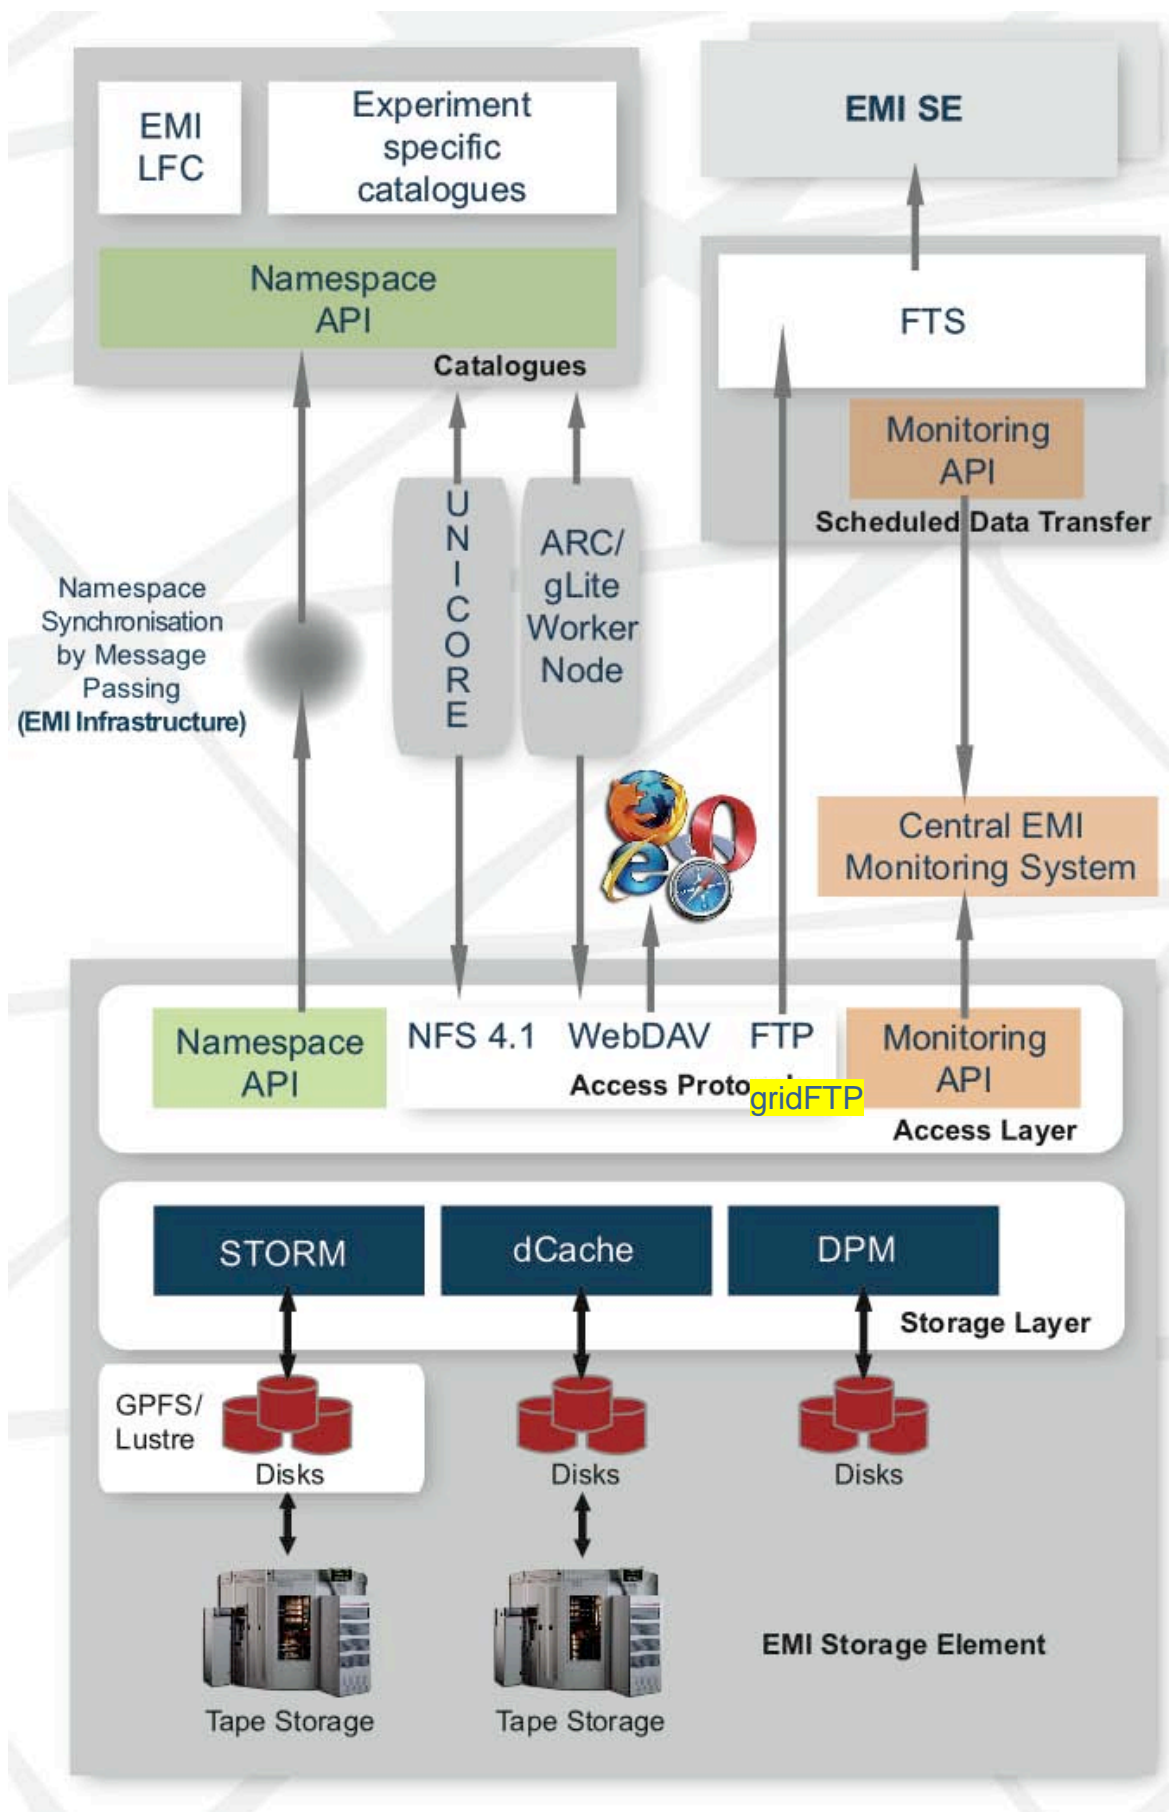 EMI
LFC
Experiment
specific
catalogues
Namespace
API
Catalogues
EMI SE
FTS
Monitoring
API
Scheduled Data Transfer
UNICORE
ARC/
gLite
Worker
Node
Namespace
Synchronisation
by Message
Passing
(EMI Infrastructure)
Central EMI
Monitoring System
Namespace
API
NFS 4.1 WebDAV FTP
Access Proto
gridFTP
Monitoring
API
Access Layer
STORM
dCache
DPM
Storage Layer
GPFS/
Lustre
Disks
Disks
Disks
Tape Storage
Tape Storage
EMI Storage Element